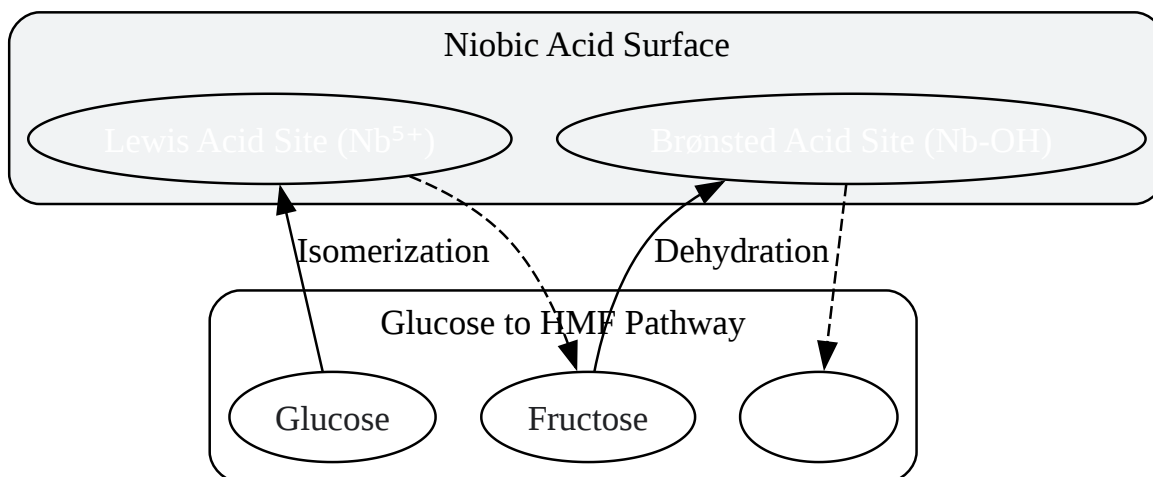 Niobic Acid Surface
Lewis Acid Site (Nb⁵⁺)
Brønsted Acid Site (Nb-OH)
Isomerization
Dehydration
Glucose to HMF Pathway
Glucose
Fructose